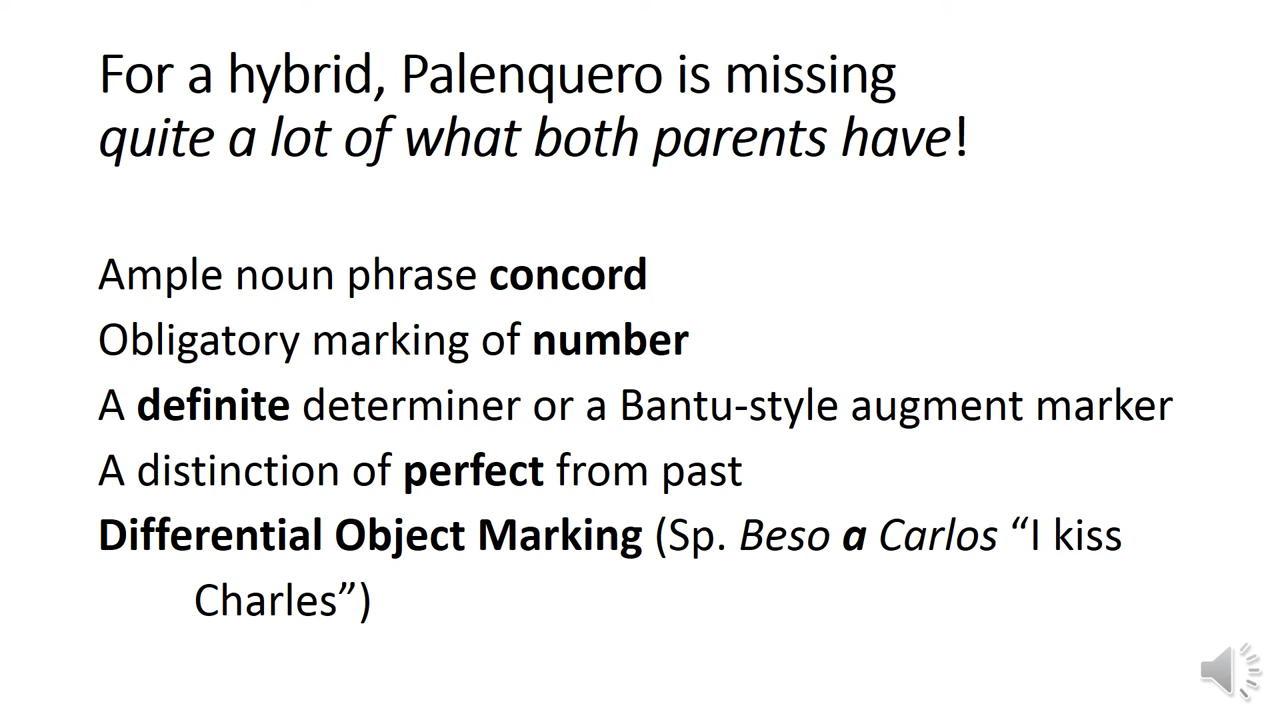 For a hybrid, Palenquero is missing
quite a lot of what both parents have!
Ample noun phrase concord
Obligatory marking of number
A definite determiner or a Bantu-style augment marker
A distinction of perfect from past
Differential Object Marking (Sp. Beso a Carlos “I kiss
Charles”)